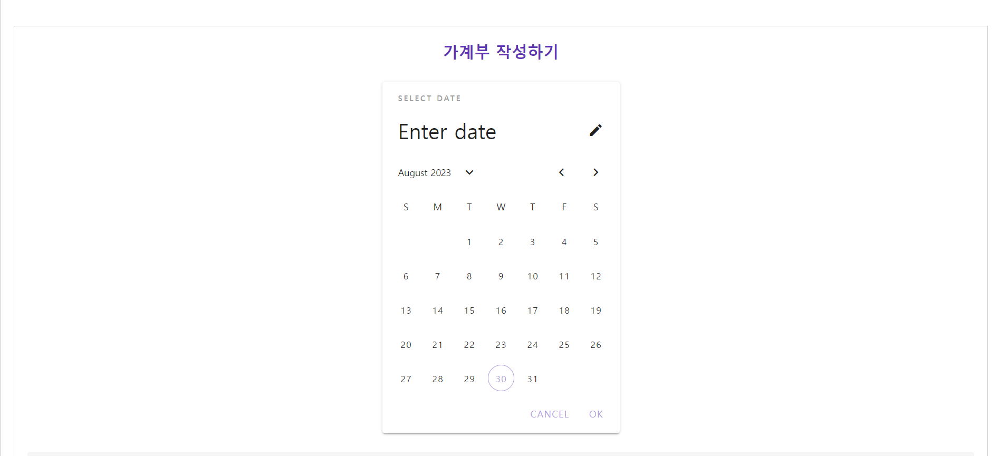 가계부 작성하기
SELECT DATE
Enter date
August 2023
S M T W T F S
1 2 3 4 5
6 7 8 9 10 11 12
13 14 15 16 17 18 19
20 21 22 23 24 25 26
27 28 29 30 31
CANCEL OK